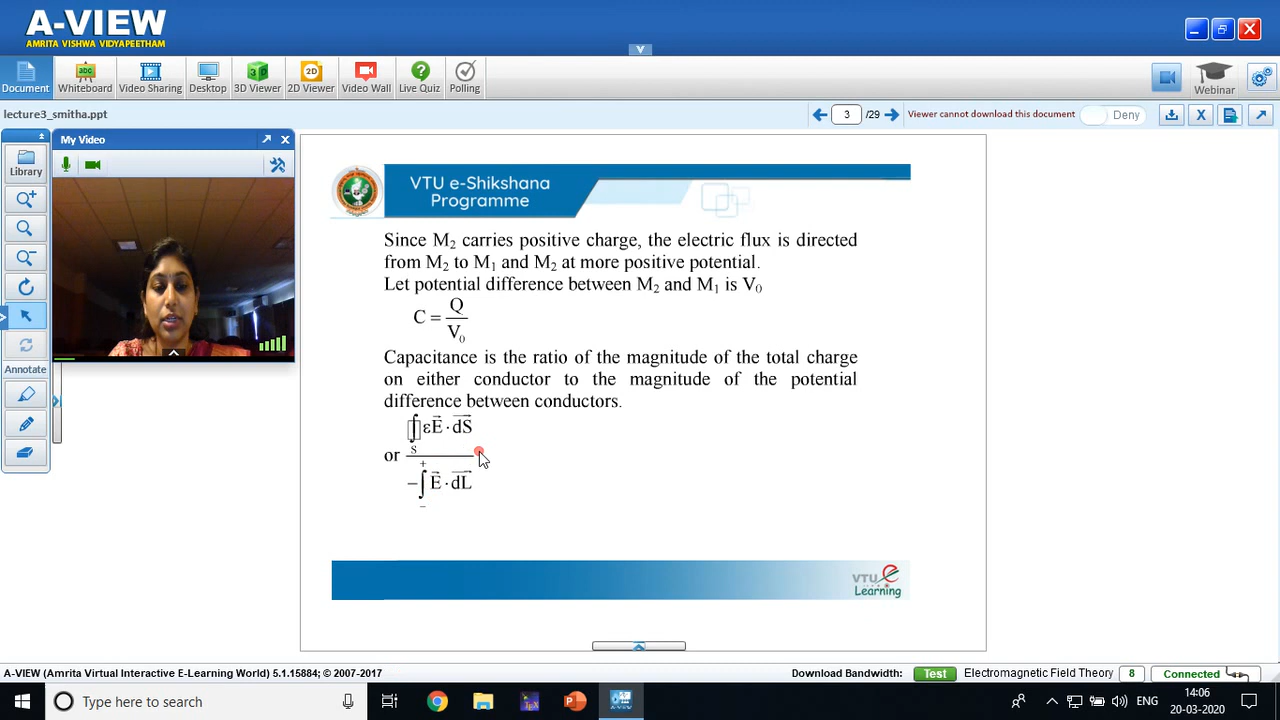 A-VIEW
AMRITA VISHWA VIDYAPEETHAM
Document
abc
Whiteboard
Video Sharing
Desktop
3D
3D Viewer
2D
2D Viewer
Video Wall
Live Quiz
Polling
Webinar
lecture3_smitha.ppt
3 /29
Viewer cannot download this document
Deny
X
My Video
Library
Annotate
VTU e-Shikshana
Programme
Since M₂ carries positive charge, the electric flux is directed
from M₂ to M₁ and M₂ at more positive potential.
Let potential difference between M₂ and M₁ is V₀
C = Q
V₀
Capacitance is the ratio of the magnitude of the total charge
on either conductor to the magnitude of the potential
difference between conductors.
∫ εE⃗ · dS⃗
S
or
+
−∫ E⃗ · dL⃗
−
VTU e
Learning
A-VIEW (Amrita Virtual Interactive E-Learning World) 5.1.15884; © 2007-2017
Download Bandwidth: Test Electromagnetic Field Theory 8 Connected
Type here to search
ENG
14:06
20-03-2020